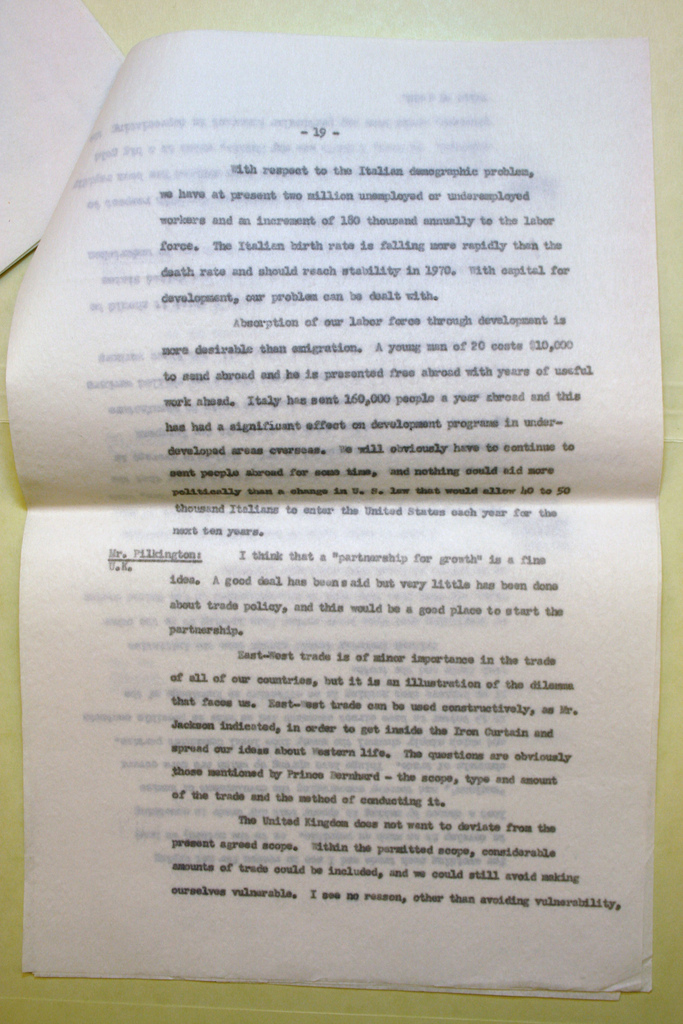 - 19 -
With respect to the Italian demographic problem,
we have at present two million unemployed or underemployed
workers and an increment of 180 thousand annually to the labor
force. The Italian birth rate is falling more rapidly than the
death rate and should reach stability in 1970. With capital for
development, our problem can be dealt with.
Absorption of our labor force through development is
more desirable than emigration. A young man of 20 costs $10,000
to send abroad and he is presented free abroad with years of useful
work ahead. Italy has sent 160,000 people a year abroad and this
has had a significant effect on development programs in under-
developed areas overseas. We will obviously have to continue to
sent people abroad for some time, and nothing could aid more
politically than a change in U. S. law that would allow 40 to 50
thousand Italians to enter the United States each year for the
next ten years.
Mr. Pilkington: I think that a "partnership for growth" is a fine
U.K.
idea. A good deal has been said but very little has been done
about trade policy, and this would be a good place to start the
partnership.
East-West trade is of minor importance in the trade
of all of our countries, but it is an illustration of the dilemma
that faces us. East-West trade can be used constructively, as Mr.
Jackson indicated, in order to get inside the Iron Curtain and
spread our ideas about Western life. The questions are obviously
those mentioned by Prince Bernhard - the scope, type and amount
of the trade and the method of conducting it.
The United Kingdom does not want to deviate from the
present agreed scope. Within the permitted scope, considerable
amounts of trade could be included, and we could still avoid making
ourselves vulnerable. I see no reason, other than avoiding vulnerability,